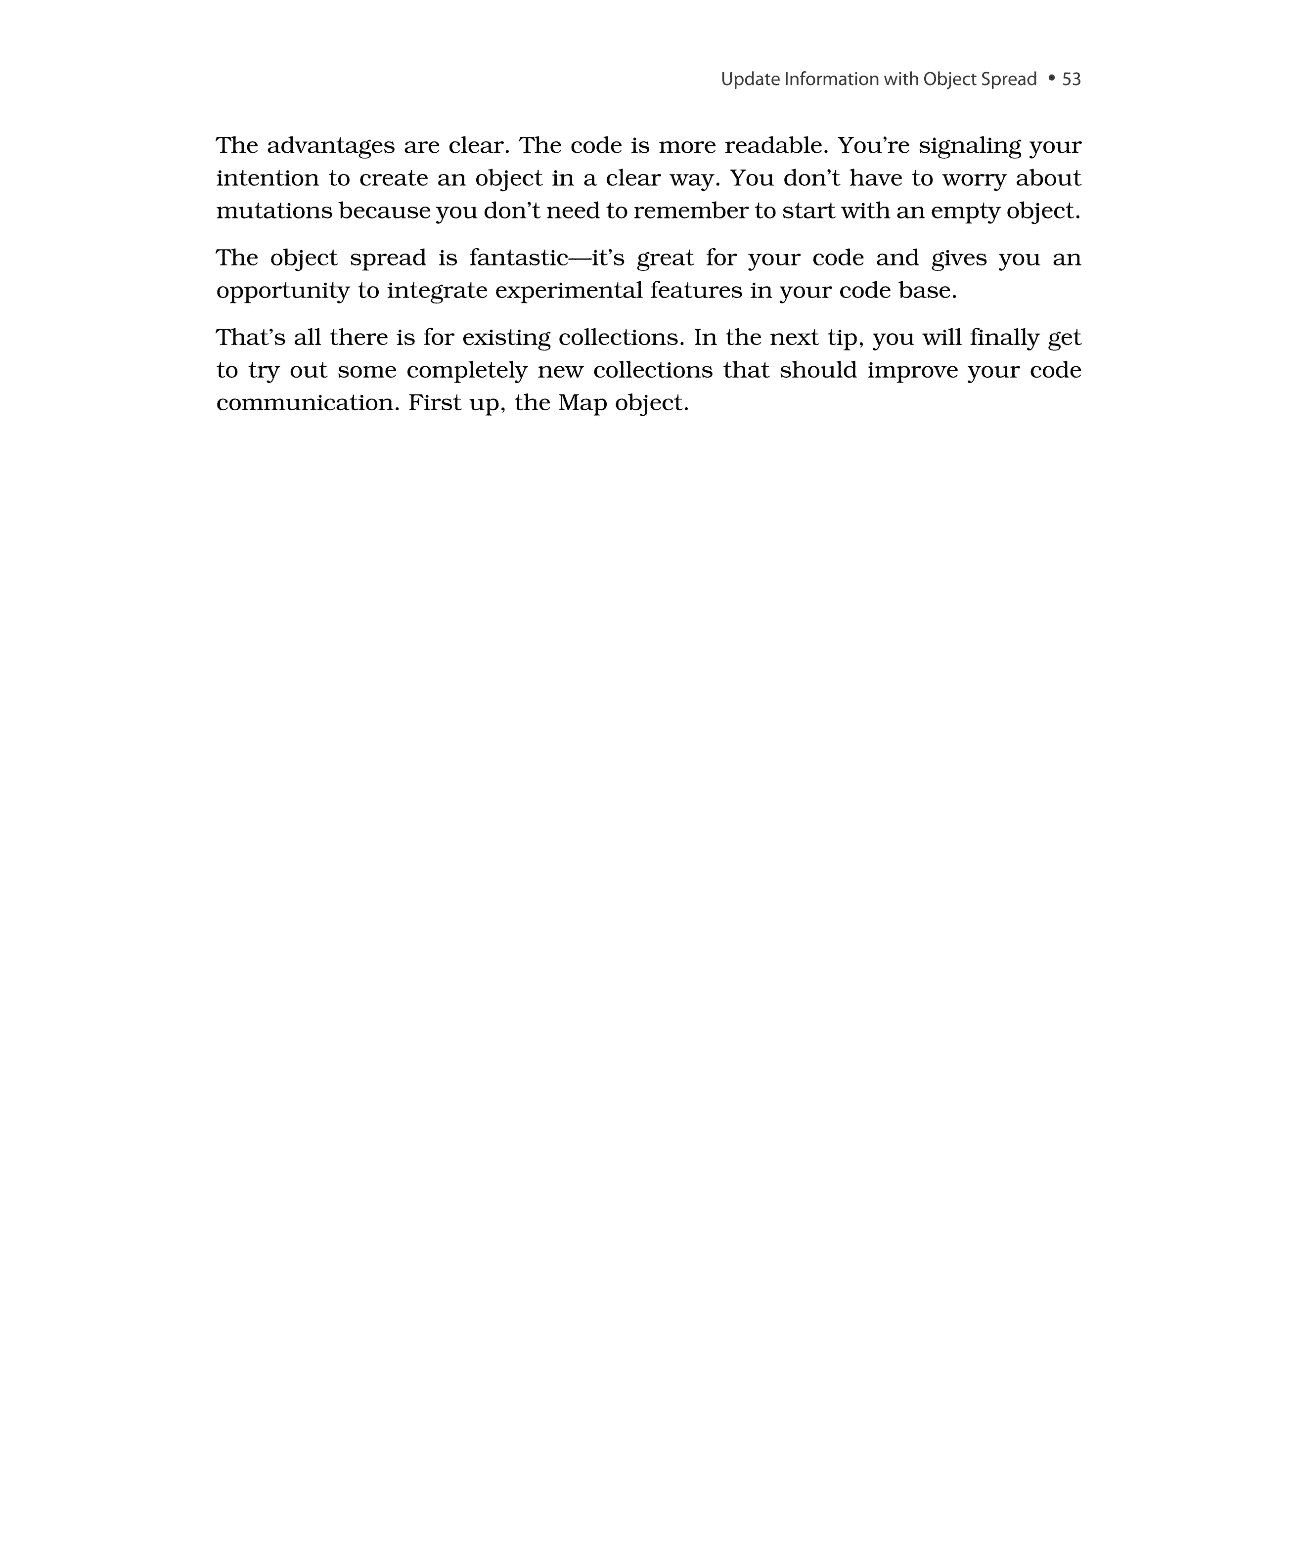 Update Information with Object Spread • 53
The advantages are clear. The code is more readable. You’re signaling your
intention to create an object in a clear way. You don’t have to worry about
mutations because you don’t need to remember to start with an empty object.
The object spread is fantastic—it’s great for your code and gives you an
opportunity to integrate experimental features in your code base.
That’s all there is for existing collections. In the next tip, you will finally get
to try out some completely new collections that should improve your code
communication. First up, the Map object.